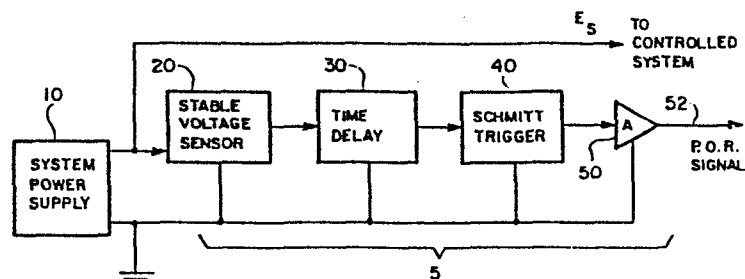 E_S
TO
CONTROLLED
SYSTEM
10
20
30
40
SYSTEM
POWER
SUPPLY
STABLE
VOLTAGE
SENSOR
TIME
DELAY
SCHMITT
TRIGGER
A
50
52
P.O.R.
SIGNAL
5